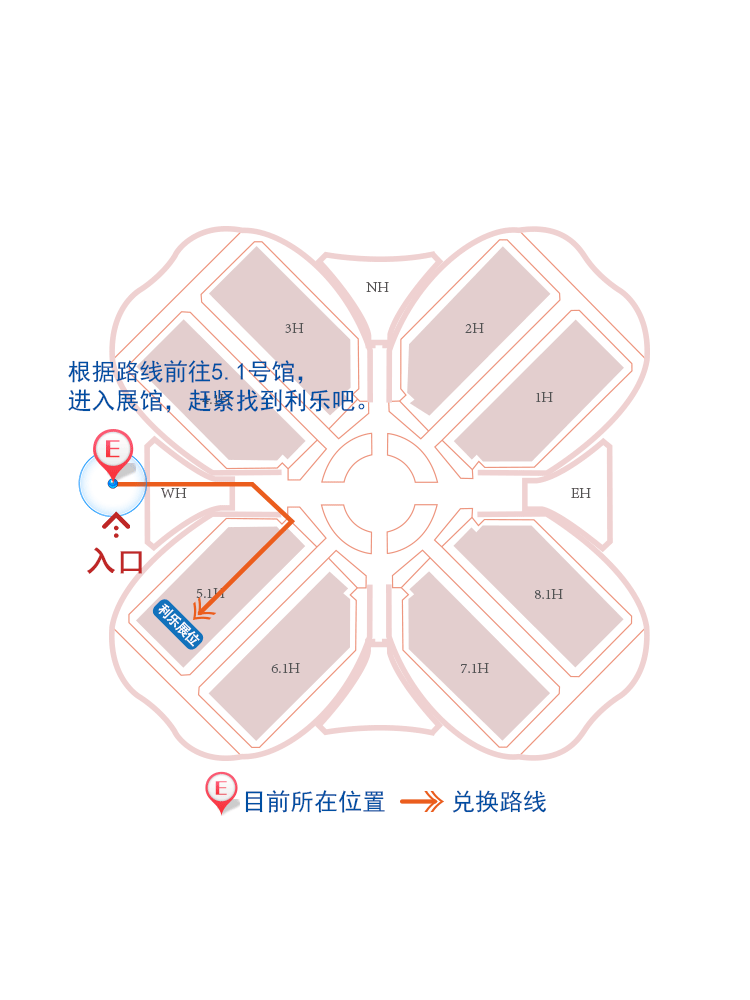 NH
3H
2H
根据路线前往5.1号馆，
进入展馆，赶紧找到利乐吧。
1H
E
WH
EH
入口
5.1H
8.1H
利乐展位
6.1H
7.1H
E
目前所在位置
兑换路线